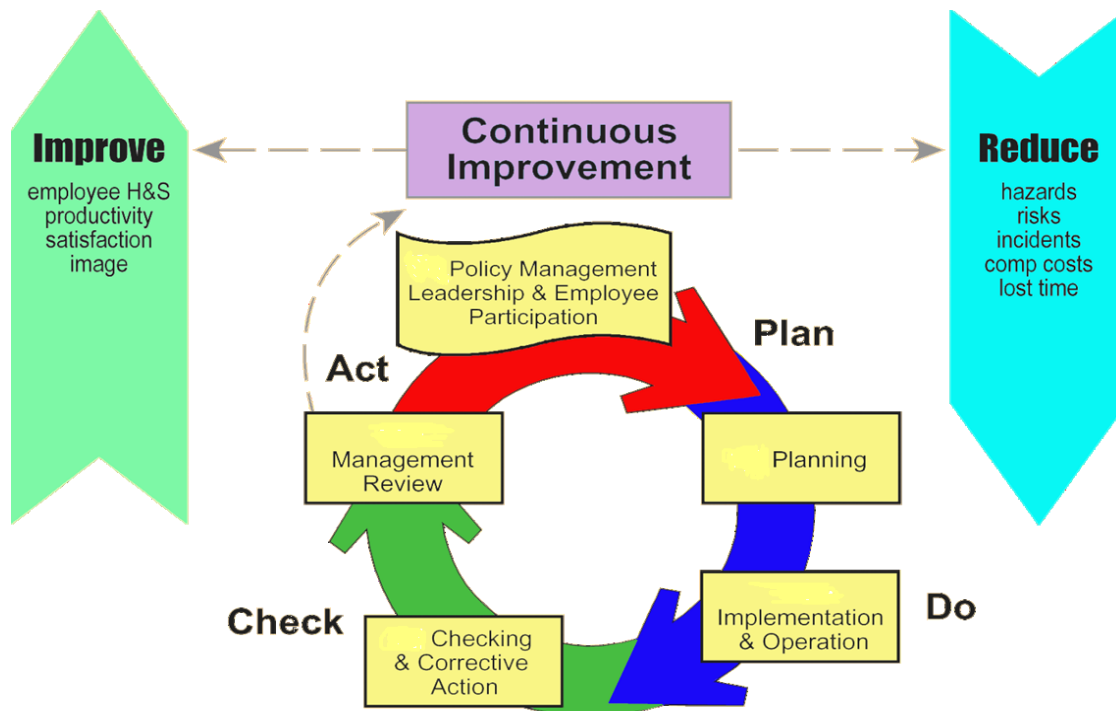 Improve
employee H&S
productivity
satisfaction
image
Continuous
Improvement
Reduce
hazards
risks
incidents
comp costs
lost time
Policy Management
Leadership & Employee
Participation
Plan
Act
Management
Review
Planning
Check
Checking
& Corrective
Action
Implementation
& Operation
Do